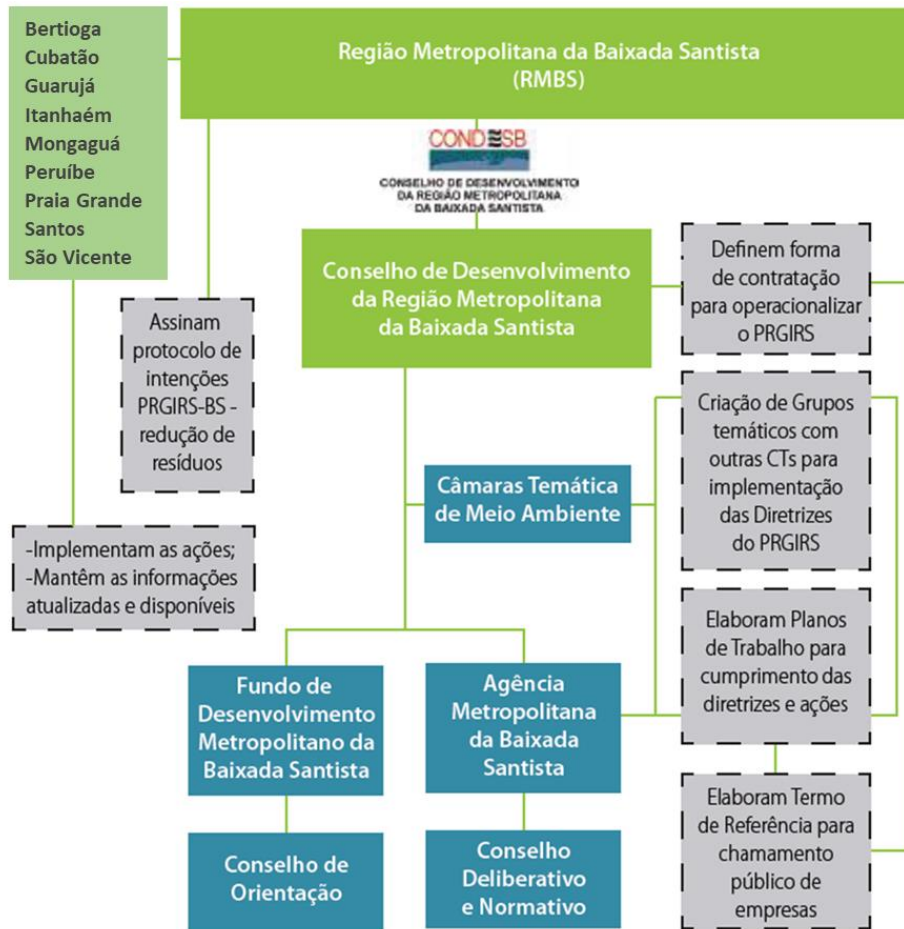 Bertioga
Cubatão
Guarujá
Itanhaém
Mongaguá
Peruíbe
Praia Grande
Santos
São Vicente
Região Metropolitana da Baixada Santista
(RMBS)
CONDESB
CONSELHO DE DESENVOLVIMENTO
DA REGIÃO METROPOLITANA
DA BAIXADA SANTISTA
Conselho de Desenvolvimento
da Região Metropolitana
da Baixada Santista
Definem forma
de contratação
para operacionalizar
o PRGIRS
Assinam
protocolo de
intenções
PRGIRS-BS -
redução de
resíduos
Criação de Grupos
temáticos com
outras CTs para
implementação
das Diretrizes
do PRGIRS
Câmaras Temática
de Meio Ambiente
-Implementam as ações;
-Mantêm as informações
atualizadas e disponíveis
Elaboram Planos
de Trabalho para
cumprimento das
diretrizes e ações
Fundo de
Desenvolvimento
Metropolitano da
Baixada Santista
Agência
Metropolitana
da Baixada
Santista
Elaboram Termo
de Referência para
chamamento
público de
empresas
Conselho de
Orientação
Conselho
Deliberativo
e Normativo